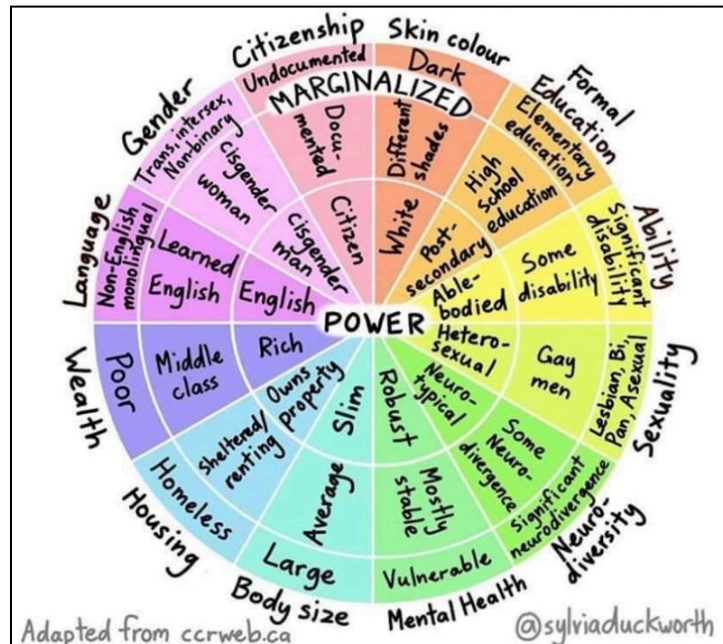 Citizenship
Undocumented
Docu-
mented
Citizen
Skin colour
Dark
Different
shades
White
Formal
Education
Elementary
education
High
school
education
Post-
secondary
Ability
Significant
disability
Some
disability
Able-
bodied
Sexuality
Lesbian, Bi,
Pan, Asexual
Gay
men
Hetero-
sexual
Neuro-
diversity
Significant
neurodivergence
Some
Neuro-
divergence
Neuro-
typical
Mental Health
Vulnerable
Mostly
stable
Robust
Body size
Large
Average
Slim
Housing
Homeless
Sheltered/
renting
Owns
property
Wealth
Poor
Middle
class
Rich
Language
Non-English
monolingual
Learned
English
English
Gender
Trans, intersex,
Non-binary
cisgender
woman
cisgender
man
MARGINALIZED
POWER
Adapted from ccrweb.ca
@sylviaduckworth